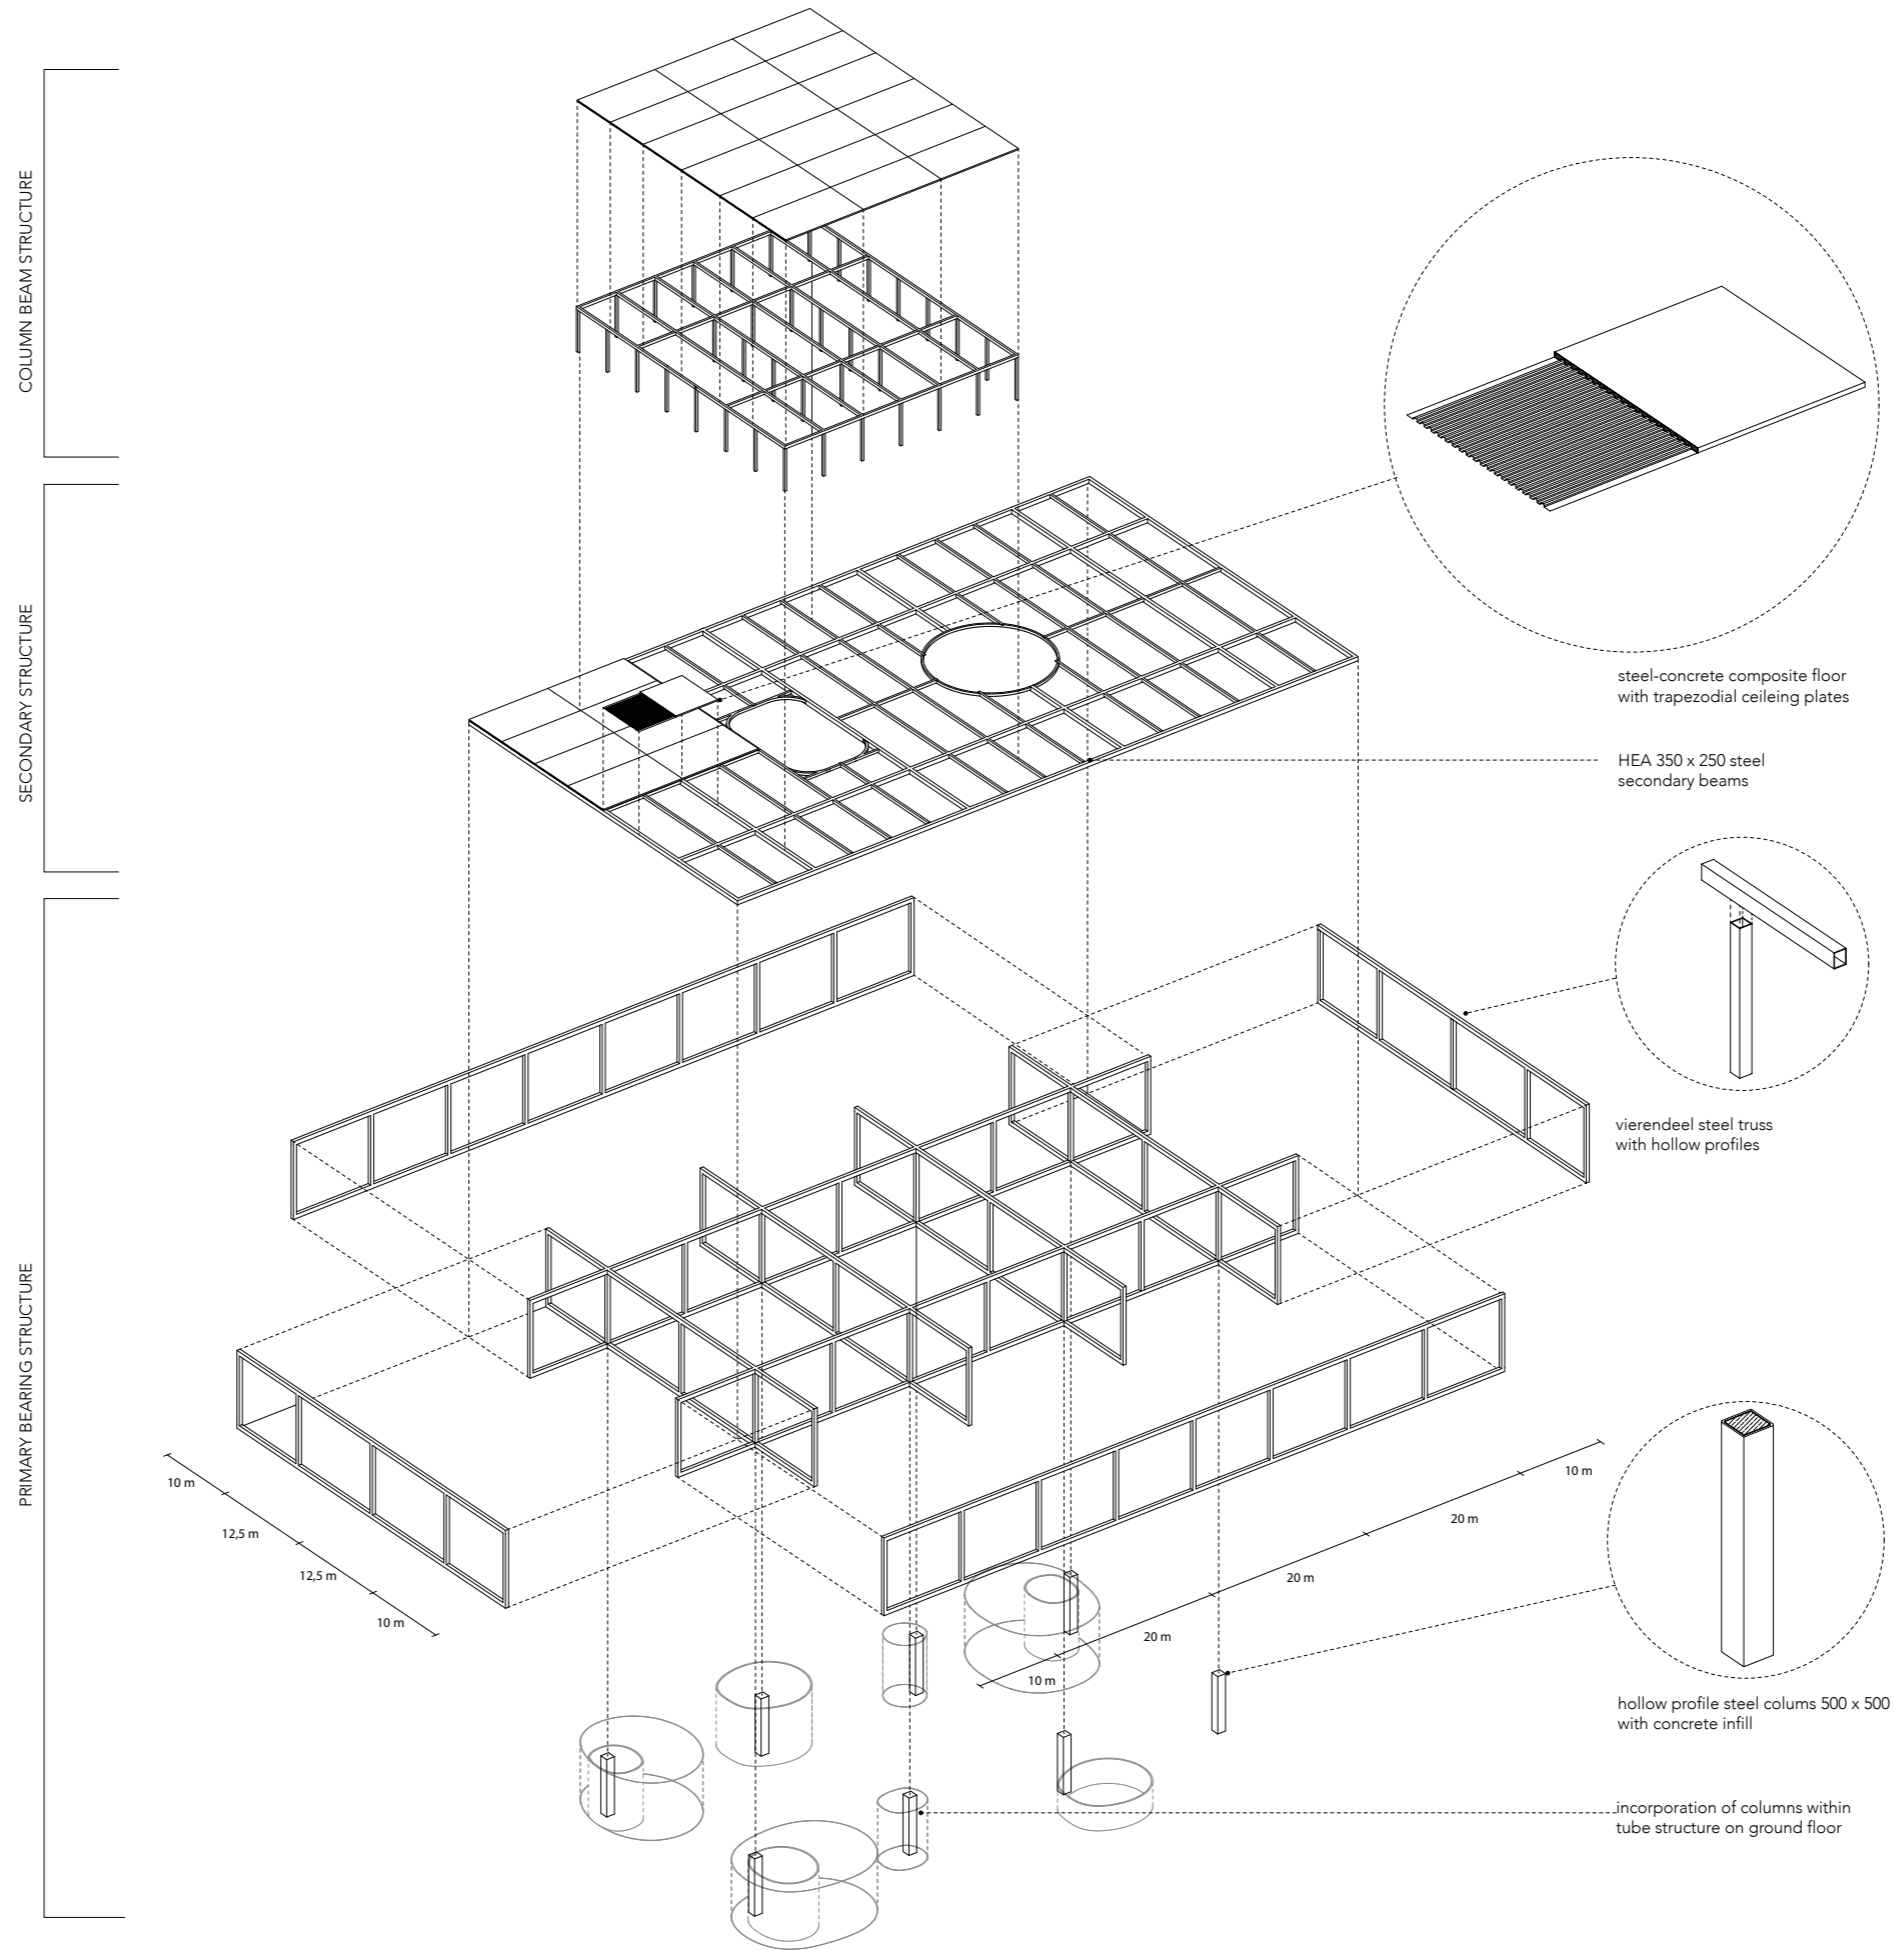 COLUMN BEAM STRUCTURE
SECONDARY STRUCTURE
PRIMARY BEARING STRUCTURE
steel-concrete composite floor
with trapezodial ceileing plates
HEA 350 x 250 steel
secondary beams
vierendeel steel truss
with hollow profiles
10 m
12,5 m
12,5 m
10 m
10 m
20 m
20 m
20 m
10 m
hollow profile steel colums 500 x 500
with concrete infill
incorporation of columns within
tube structure on ground floor